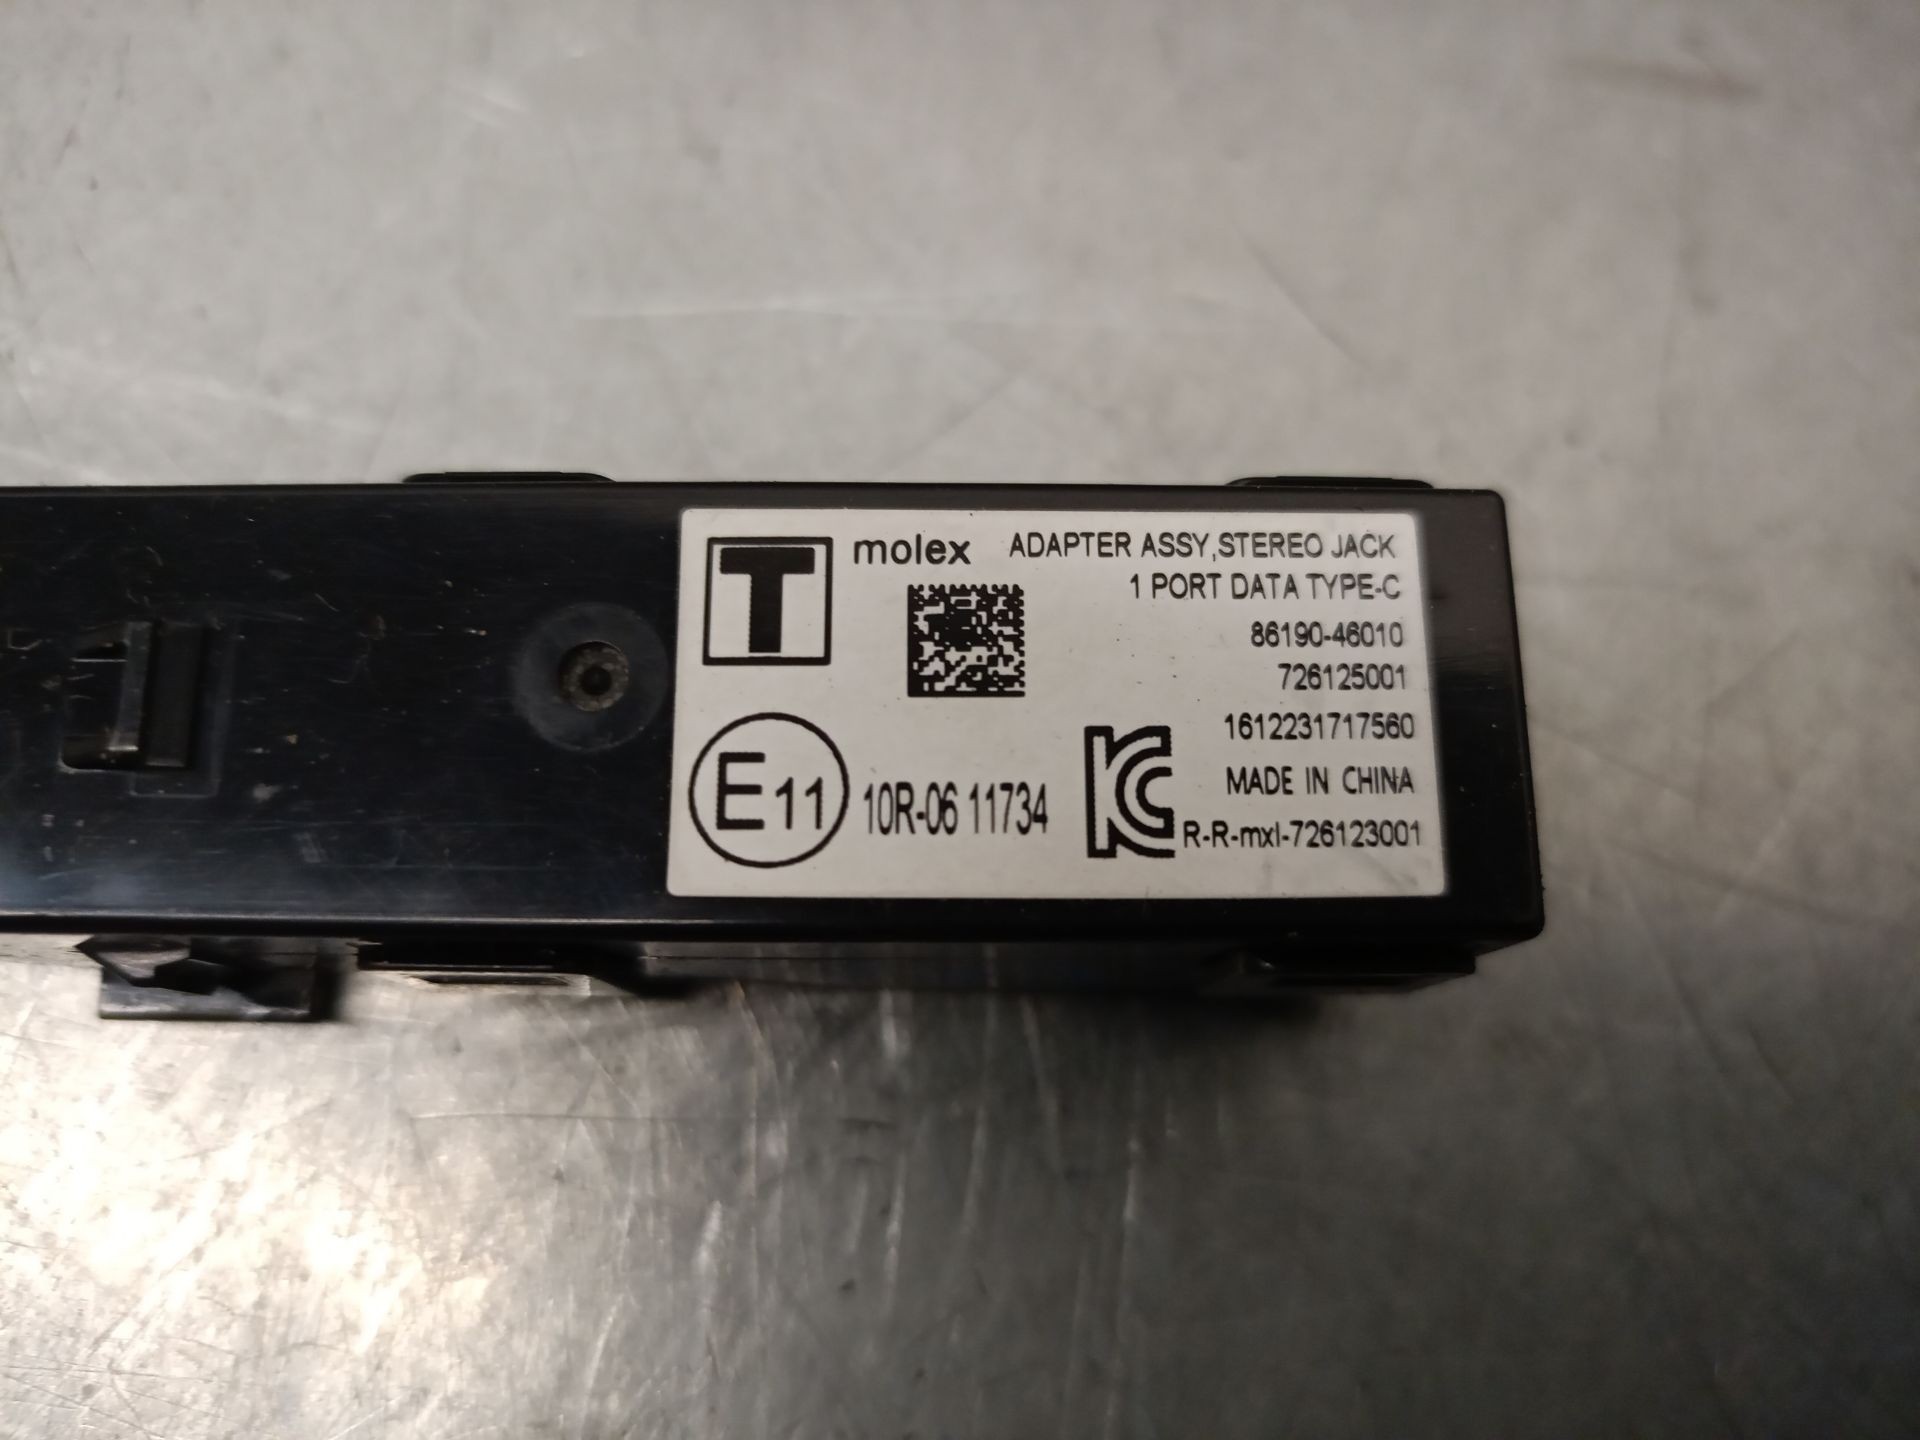 T
molex
ADAPTER ASSY,STEREO JACK
1 PORT DATA TYPE-C
86190-46010
726125001
1612231717560
MADE IN CHINA
E11
10R-06 11734
R-R-mxl-726123001